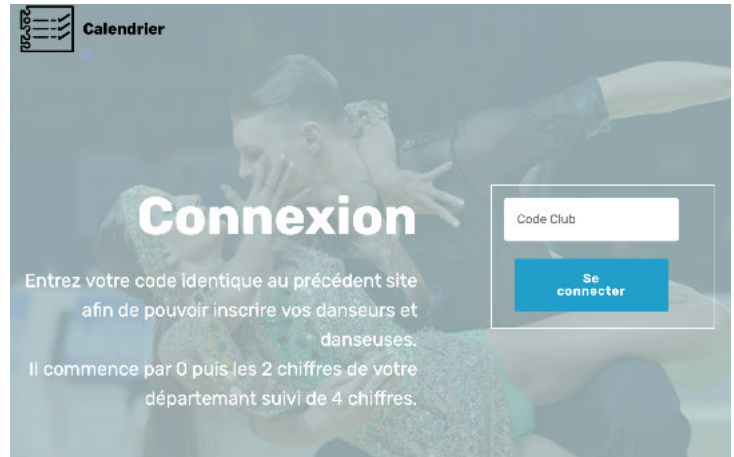 Calendrier
Connexion
Entrez votre code identique au précédent site
afin de pouvoir inscrire vos danseurs et
danseuses.
Il commence par 0 puis les 2 chiffres de votre
départemant suivi de 4 chiffres.
Code Club
Se
connecter